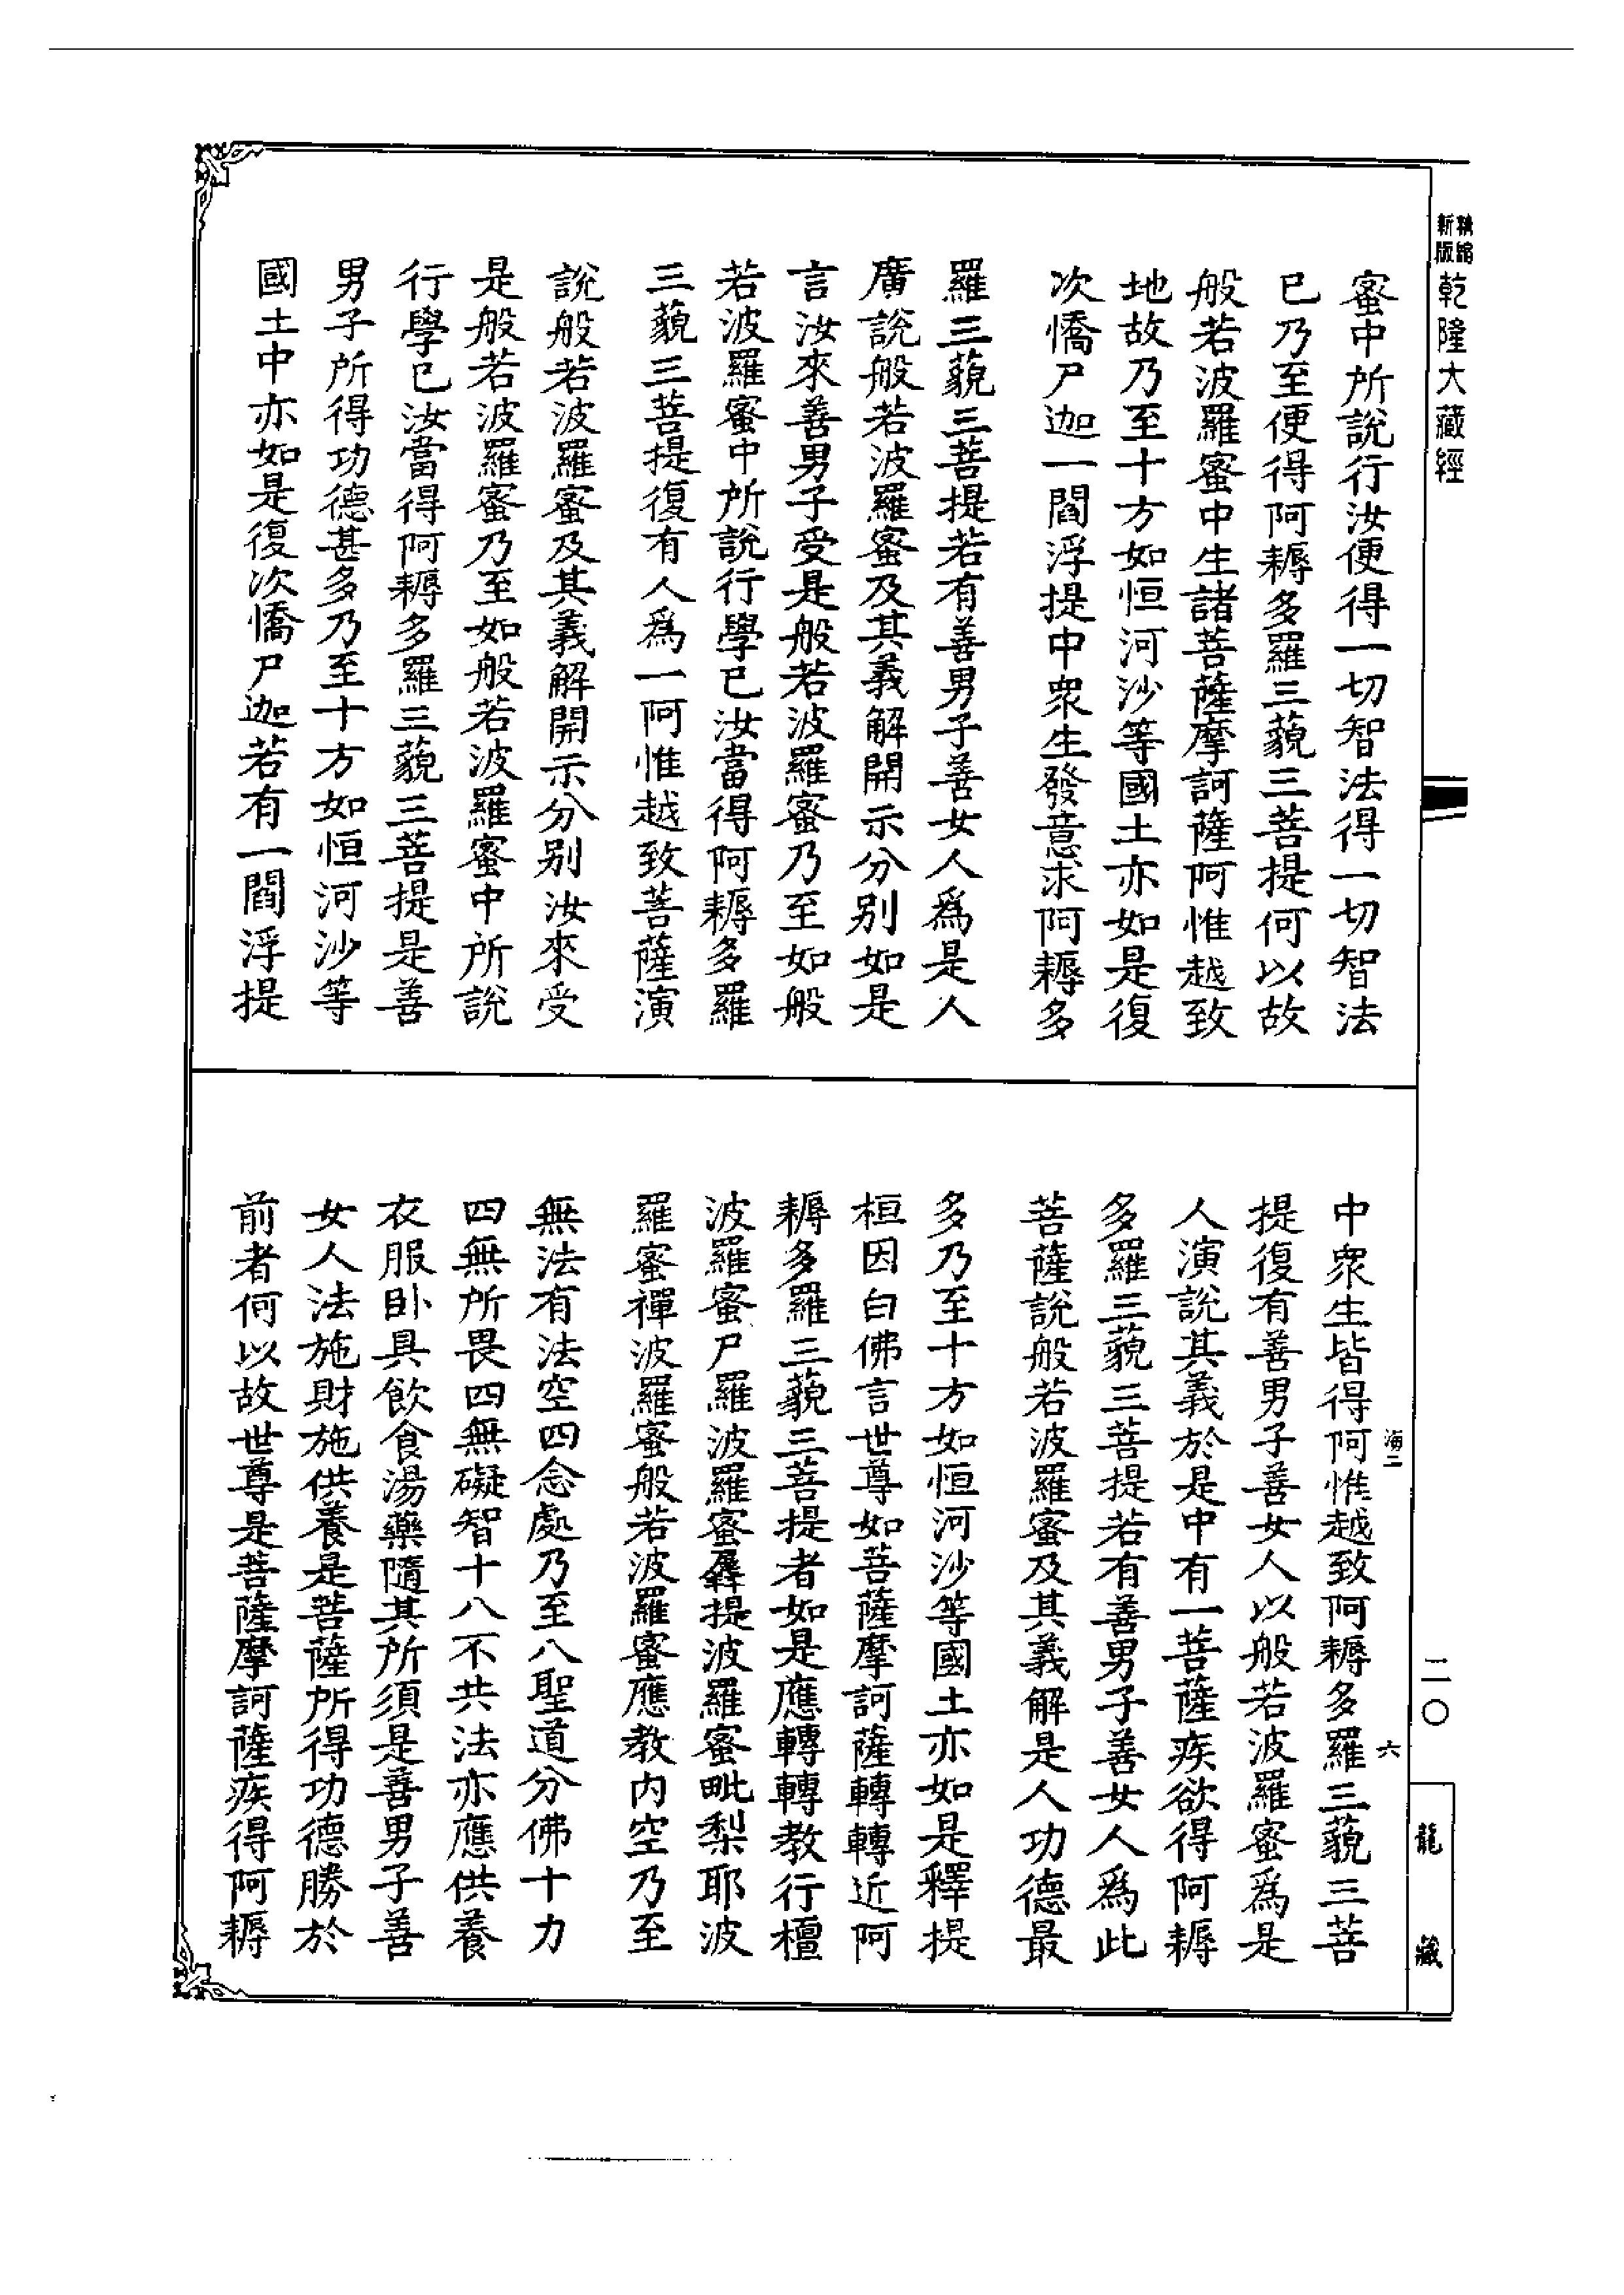 新版精縮
乾隆大藏經
蜜中所說行汝便得一切智法得一切智法
已乃至便得阿耨多羅三藐三菩提何以故
般若波羅蜜中生諸菩薩摩訶薩阿惟越致
地故乃至十方如恒河沙等國土亦如是復
次憍尸迦一閻浮提中眾生發意求阿耨多
羅三藐三菩提若有善男子善女人為是人
廣說般若波羅蜜及其義解開示分別如是
言汝來善男子受是般若波羅蜜乃至如般
若波羅蜜中所說行學已汝當得阿耨多羅
三藐三菩提復有人為一阿惟越致菩薩演
說般若波羅蜜及其義解開示分別汝來受
是般若波羅蜜乃至如般若波羅蜜中所說
行學已汝當得阿耨多羅三藐三菩提是善
男子所得功德甚多乃至十方如恒河沙等
國土中亦如是復次憍尸迦若有一閻浮提
中眾生皆得阿惟越致阿耨多羅三藐三菩
提復有善男子善女人以般若波羅蜜為是
人演說其義於是中有一菩薩疾欲得阿耨
多羅三藐三菩提若有善男子善女人為此
菩薩說般若波羅蜜及其義解是人功德最
多乃至十方如恒河沙等國土亦如是釋提
桓因白佛言世尊如菩薩摩訶薩轉轉近阿
耨多羅三藐三菩提者如是應轉轉教行檀
波羅蜜尸羅波羅蜜羼提波羅蜜毗梨耶波
羅蜜禪波羅蜜般若波羅蜜應教內空乃至
無法有法空四念處乃至八聖道分佛十力
四無所畏四無礙智十八不共法亦應供養
衣服臥具飲食湯藥隨其所須是善男子善
女人法施財施供養是菩薩所得功德勝於
前者何以故世尊是菩薩摩訶薩疾得阿耨
海二
六
二〇
龍藏